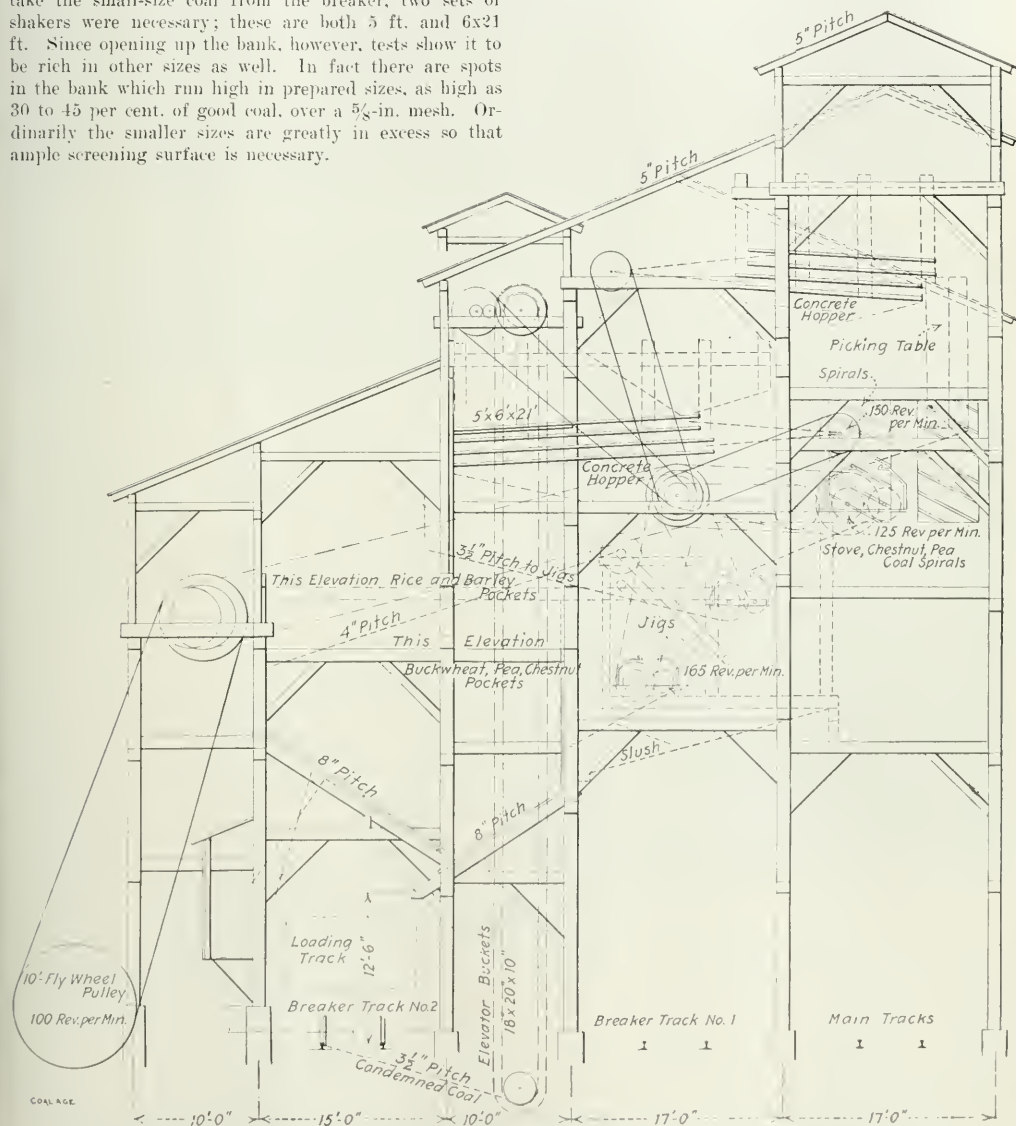 take the small-size coal from the breaker, two sets of
shakers were necessary; these are both 5 ft. and 6x21
ft. Since opening up the bank, however, tests show it to
be rich in other sizes as well. In fact there are spots
in the bank which run high in prepared sizes, as high as
30 to 45 per cent. of good coal, over a 5/8-in. mesh. Or-
dinarily the smaller sizes are greatly in excess so that
ample screening surface is necessary.
5" Pitch
5" Pitch
Concrete
Hopper
Picking Table
Spirals
150 Rev.
per Min.
5'x6'x21'
Concrete
Hopper
125 Rev per Min.
Stove, Chestnut, Pea
Coal Spirals
3½" Pitch to Jigs
This Elevation Rice and Barley
Pockets
4" Pitch
This Elevation
Buckwheat, Pea, Chestnut
Pockets
Jigs
165 Rev. per Min.
Slush
8" Pitch
8" Pitch
Loading
Track
12'-6"
Elevator Buckets
18"x20"x10"
10'-Fly Wheel
Pulley
100 Rev. per Min.
Breaker Track No.2
Breaker Track No. 1
Main Tracks
3½" Pitch
Condemned Coal
COAL AGE
10'-0" 15'-0" 10'-0" 17'-0" 17'-0"